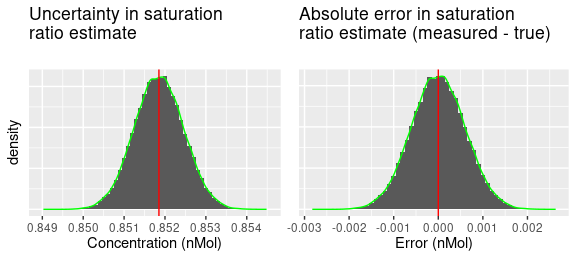 Uncertainty in saturation
ratio estimate
density
0.849 0.850 0.851 0.852 0.853 0.854
Concentration (nMol)
Absolute error in saturation
ratio estimate (measured - true)
-0.003 -0.002 -0.001 0.000 0.001 0.002
Error (nMol)